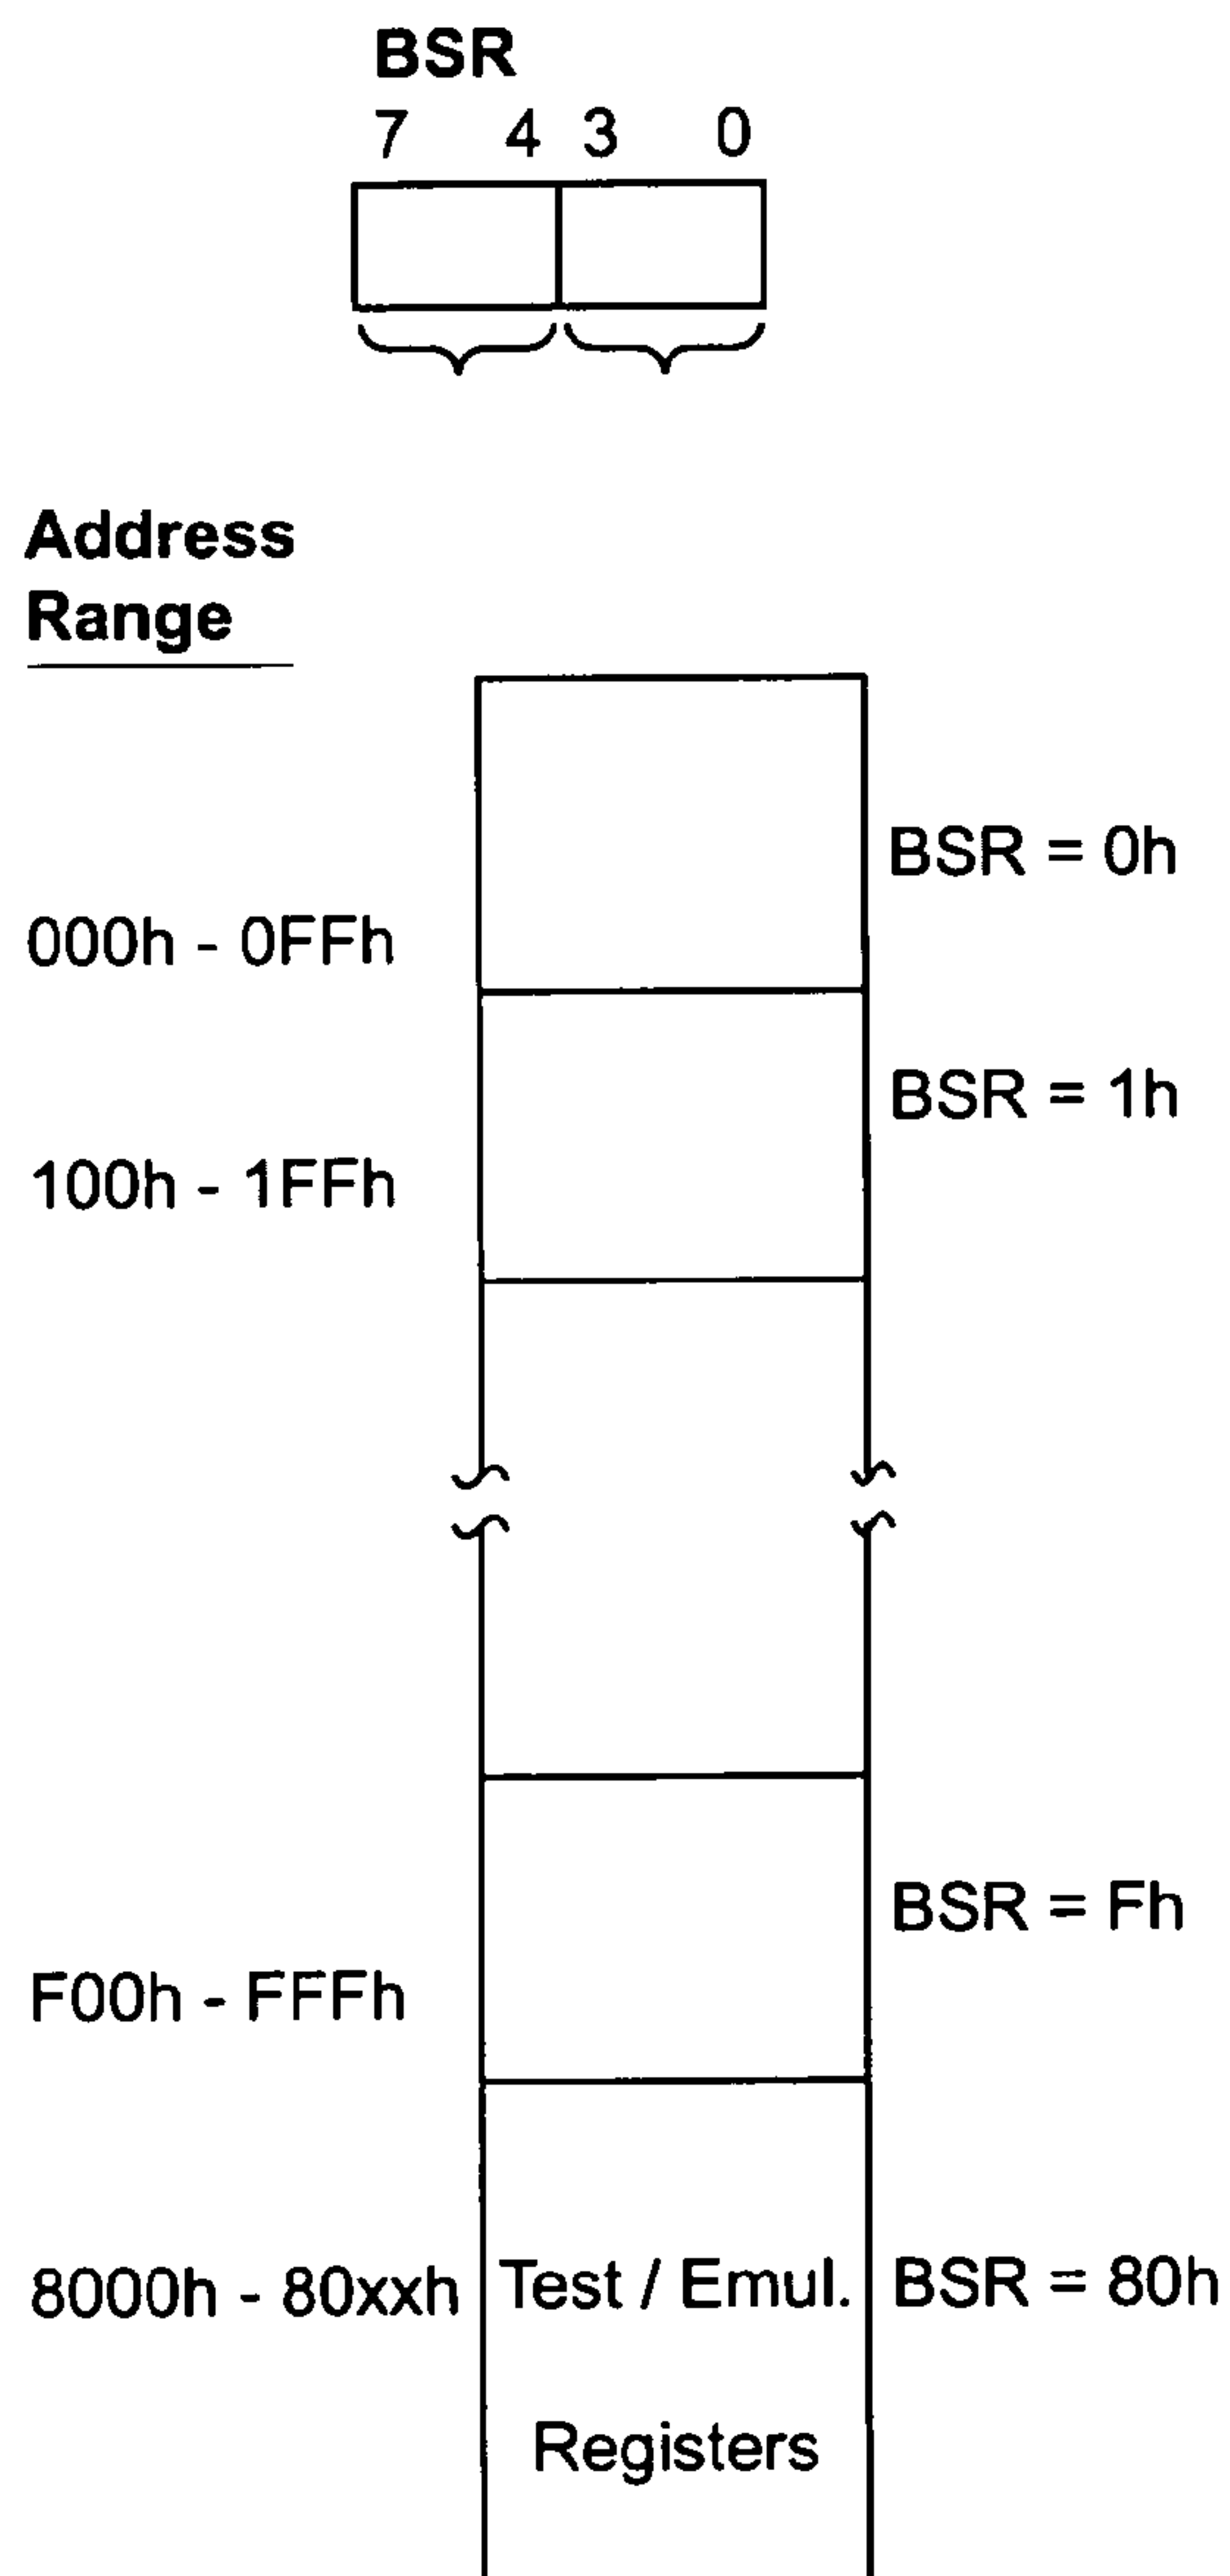 BSR
7 4 3 0
Address
Range
BSR = 0h
000h - 0FFh
BSR = 1h
100h - 1FFh
BSR = Fh
F00h - FFFh
8000h - 80xxh Test / Emul. BSR = 80h
Registers